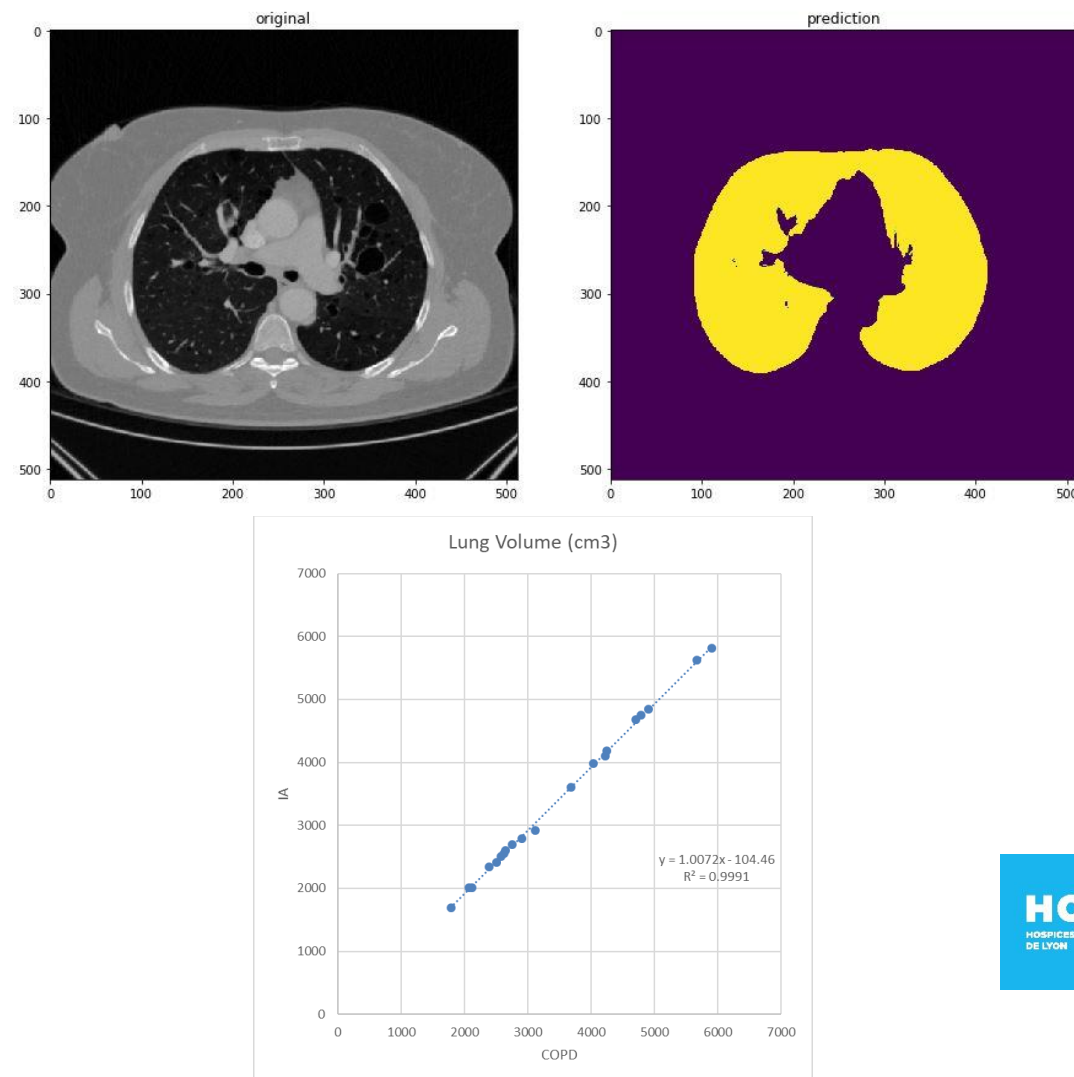 original
prediction
0
100
200
300
400
500
0 100 200 300 400 500
0
100
200
300
400
500
0 100 200 300 400
Lung Volume (cm3)
7000
6000
5000
4000
3000
2000
1000
0
IA
y = 1.0072x - 104.46
R² = 0.9991
0 1000 2000 3000 4000 5000 6000 7000
COPD
HOSPICES
DE LYON